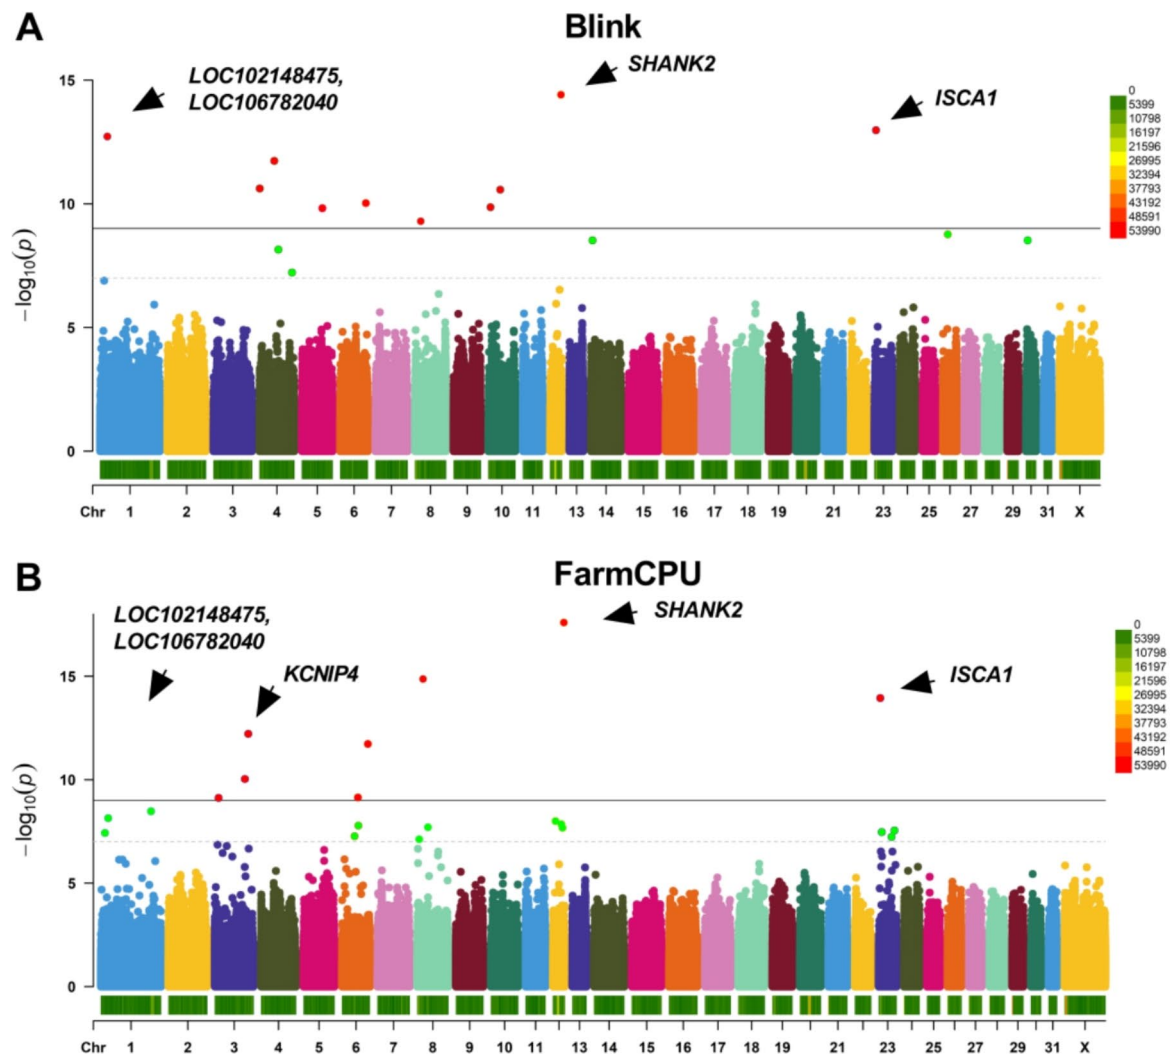 A
Blink
LOC102148475,
LOC106782040
SHANK2
ISCA1
15
10
5
0
−log10(p)
0
5399
10798
16197
21596
26995
32394
37793
43192
48591
53990
Chr 1 2 3 4 5 6 7 8 9 10 11 13 14 15 16 17 18 19 21 23 25 27 29 31 X
B
FarmCPU
LOC102148475,
LOC106782040
KCNIP4
SHANK2
ISCA1
15
10
5
0
−log10(p)
0
5399
10798
16197
21596
26995
32394
37793
43192
48591
53990
Chr 1 2 3 4 5 6 7 8 9 10 11 13 14 15 16 17 18 19 21 23 25 27 29 31 X